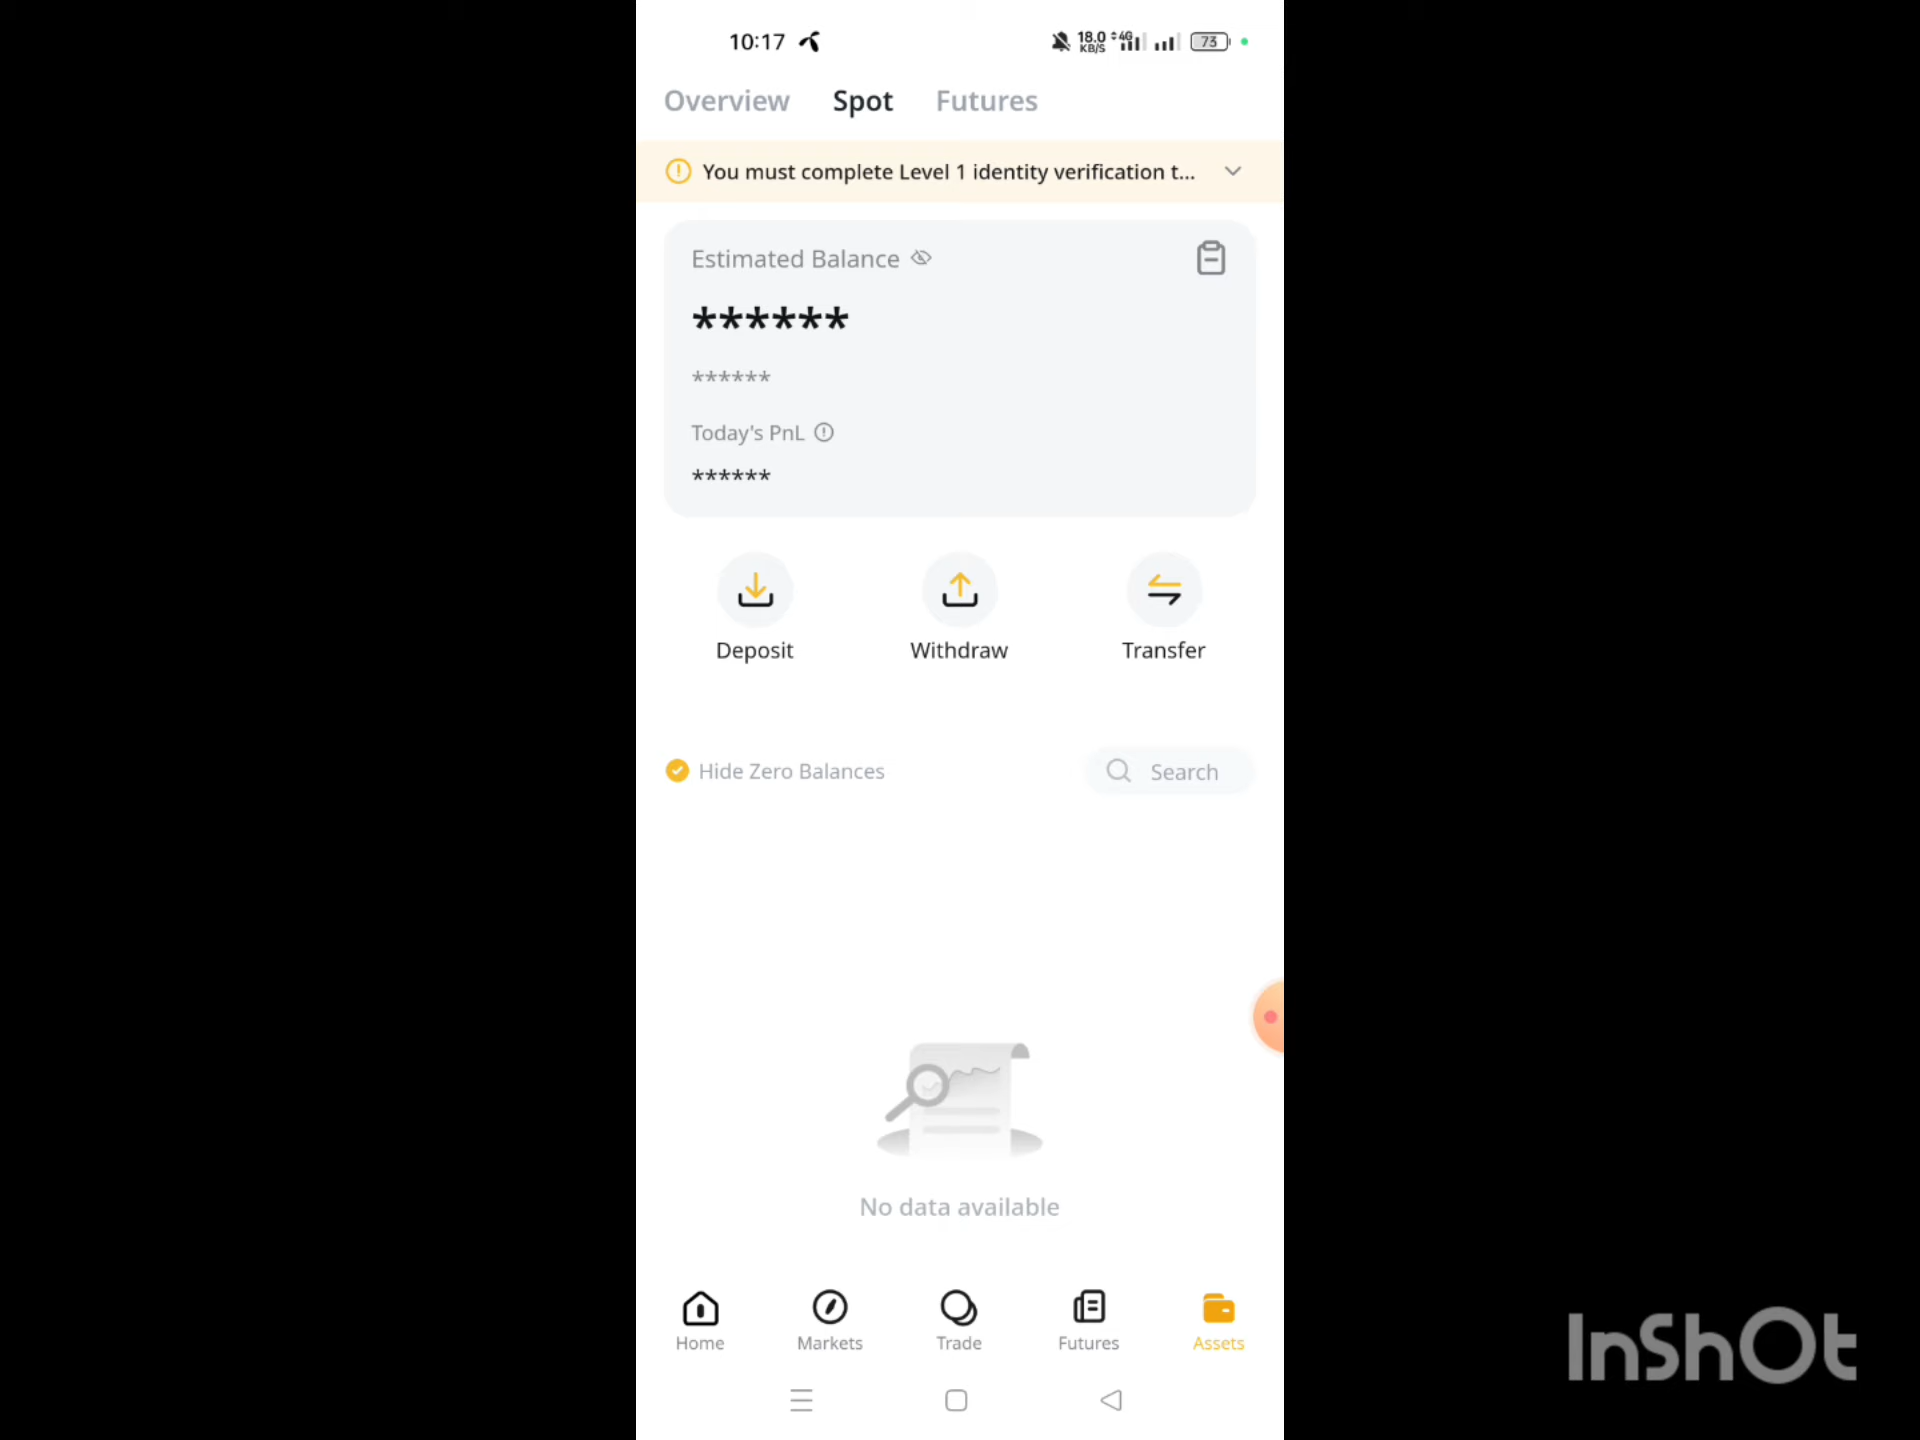 10:17
18.0 KB/S 4G 73
Overview Spot Futures
You must complete Level 1 identity verification t...
Estimated Balance
******
******
Today's PnL
******
Deposit Withdraw Transfer
Hide Zero Balances Search
No data available
Home Markets Trade Futures Assets
InShOt